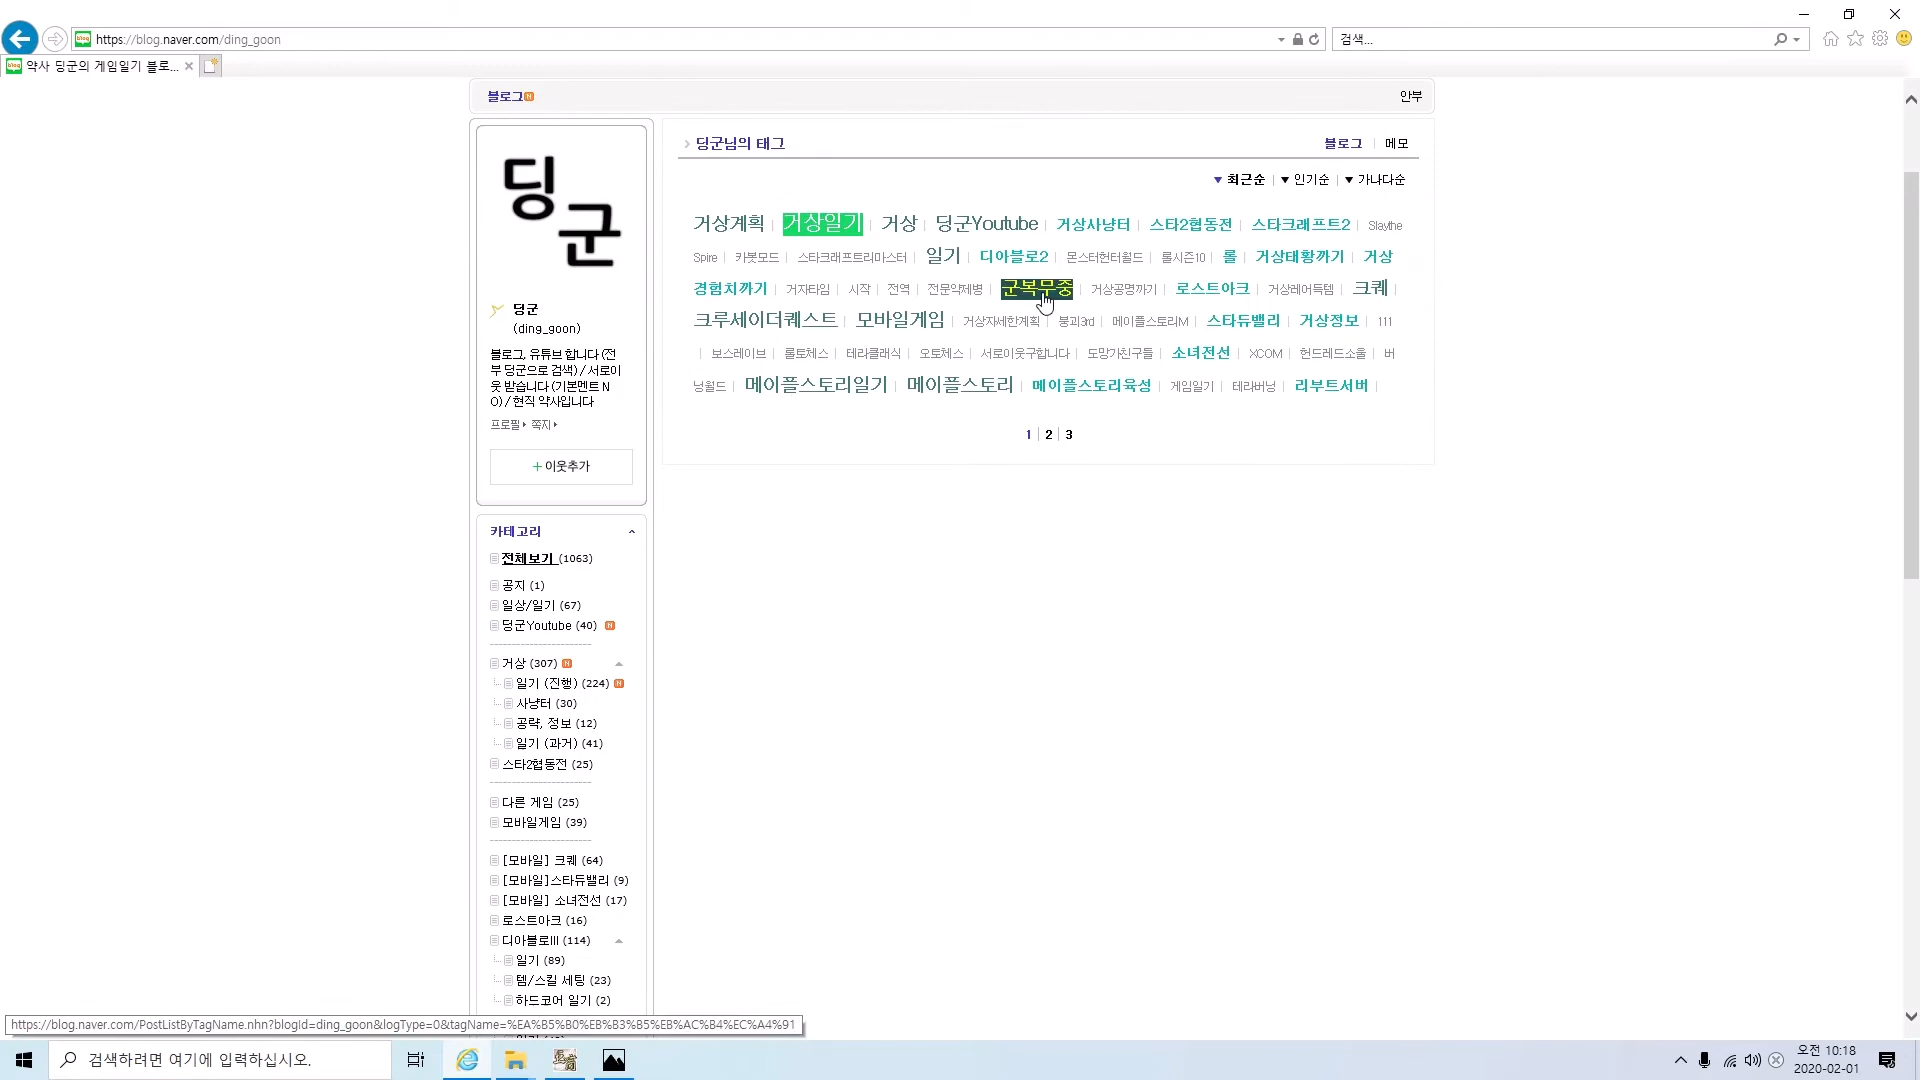 https://blog.naver.com/ding_goon
검색...
약사 딩군의 게임일기 블로...
블로그
안부
딩군
딩군
(ding_goon)
블로그, 유튜브 합니다 (전
부 딩군으로 검색) / 서로이
웃 받습니다 (기본멘트 N
O) / 현직 약사입니다
프로필 쪽지
+ 이웃추가
카테고리
전체보기 (1063)
공지 (1)
일상/일기 (67)
딩군Youtube (40)
거상 (307)
일기 (진행) (224)
사냥터 (30)
공략, 정보 (12)
일기 (과거) (41)
스타2협동전 (25)
다른 게임 (25)
모바일게임 (39)
[모바일] 크퀘 (64)
[모바일]스타듀밸리 (9)
[모바일] 소녀전선 (17)
로스트아크 (16)
디아블로III (114)
일기 (89)
템/스킬 세팅 (23)
하드코어 일기 (2)
딩군님의 태그
블로그 | 메모
▼ 최근순 | ▼ 인기순 | ▼ 가나다순
거상계획 | 거상일기 | 거상 | 딩군Youtube | 거상사냥터 | 스타2협동전 | 스타크래프트2 | Slaythe
Spire | 카봇모드 | 스타크래프트리마스터 | 일기 | 디아블로2 | 몬스터헌터월드 | 롤시즌10 | 롤 | 거상태황까기 | 거상
경험치까기 | 거자타임 | 시작 | 전역 | 전문약제병 | 군복무중 | 거상공명까기 | 로스트아크 | 거상레어득템 | 크퀘 |
크루세이더퀘스트 | 모바일게임 | 거상자세한계획 | 붕괴3rd | 메이플스토리M | 스타듀밸리 | 거상정보 | 111
| 보스레이브 | 롤토체스 | 테라클래식 | 오토체스 | 서로이웃구합니다 | 도망가친구들 | 소녀전선 | XCOM | 헌드레드소울 | 버
닝월드 | 메이플스토리일기 | 메이플스토리 | 메이플스토리육성 | 게임일기 | 테라버닝 | 리부트서버 |
1 | 2 | 3
https://blog.naver.com/PostListByTagName.nhn?blogId=ding_goon&logType=0&tagName=%EA%B5%B0%EB%B3%B5%EB%AC%B4%EC%A4%91
검색하려면 여기에 입력하십시오.
오전 10:18
2020-02-01